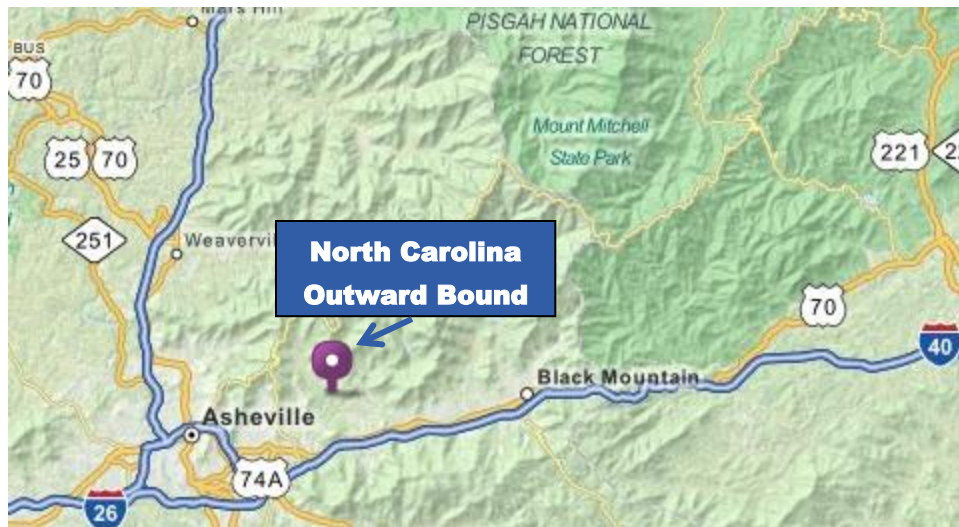 Mars Hill
PISGAH NATIONAL
FOREST
BUS
70
Mount Mitchell
State Park
25
70
221
251
Weavervil
North Carolina
Outward Bound
70
40
Black Mountain
Asheville
74A
26